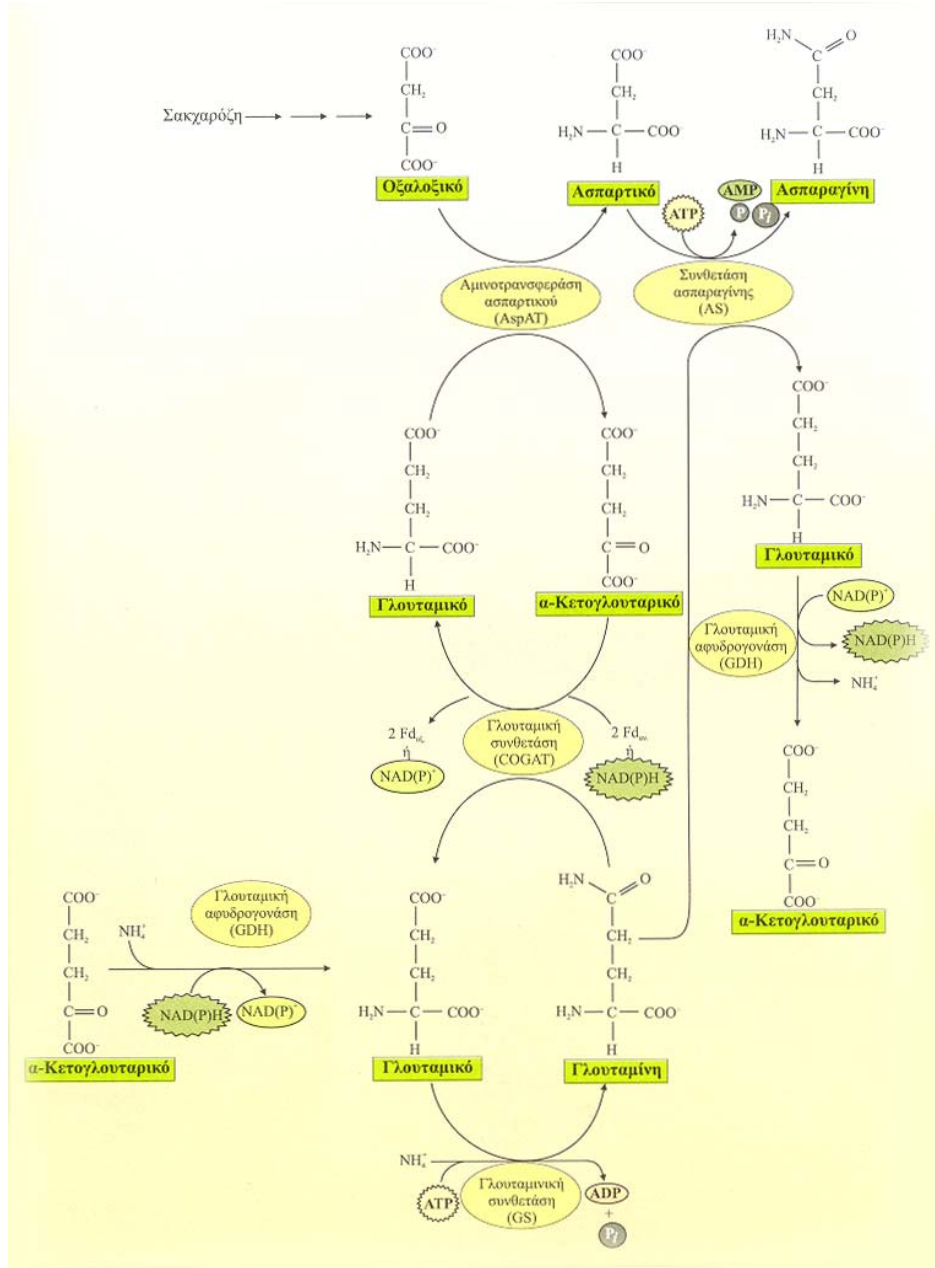 COO⁻
CH₂
C=O
COO⁻
Σακχαρόζη
Οξαλοξικό
COO⁻
CH₂
H₂N—C—COO⁻
H
Ασπαρτικό
H₂N O
C
CH₂
H₂N—C—COO⁻
H
Ασπαραγίνη
ATP
AMP
P Pi
Αμινοτρανσφεράση
ασπαρτικού
(AspAT)
Συνθετάση
ασπαραγίνης
(AS)
COO⁻
CH₂
CH₂
H₂N—C—COO⁻
H
Γλουταμικό
COO⁻
CH₂
CH₂
C=O
COO⁻
α-Κετογλουταρικό
COO⁻
CH₂
CH₂
H₂N—C—COO⁻
H
Γλουταμικό
NAD(P)⁺
NAD(P)H
NH₄⁺
Γλουταμική
αφυδρογονάση
(GDH)
COO⁻
CH₂
CH₂
C=O
COO⁻
α-Κετογλουταρικό
2 Fdοξ.
ή
NAD(P)⁺
Γλουταμική
συνθετάση
(COGAT)
2 Fdαν.
ή
NAD(P)H
COO⁻
CH₂
CH₂
C=O
COO⁻
α-Κετογλουταρικό
NH₄⁺
Γλουταμική
αφυδρογονάση
(GDH)
NAD(P)H
NAD(P)⁺
COO⁻
CH₂
CH₂
H₂N—C—COO⁻
H
Γλουταμικό
H₂N O
C
CH₂
CH₂
H₂N—C—COO⁻
H
Γλουταμίνη
NH₄⁺
ATP
Γλουταμινική
συνθετάση
(GS)
ADP
+
Pi